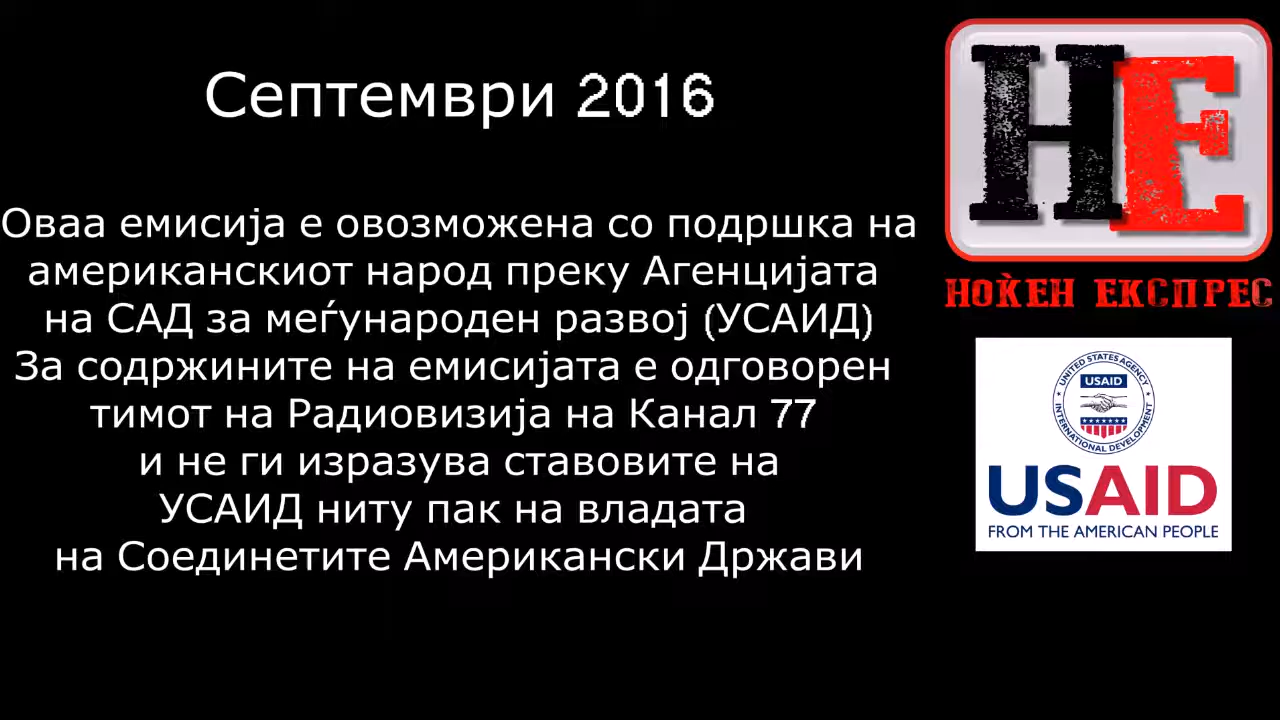 Септември 2016
Оваа емисија е овозможена со подршка на
американскиот народ преку Агенцијата
на САД за меѓународен развој (УСАИД)
За содржините на емисијата е одговорен
тимот на Радиовизија на Канал 77
и не ги изразува ставовите на
УСАИД ниту пак на владата
на Соединетите Американски Држави
НЕ
НОЌЕН ЕКСПРЕС
UNITED STATES AGENCY
USAID
INTERNATIONAL DEVELOPMENT
USAID
FROM THE AMERICAN PEOPLE